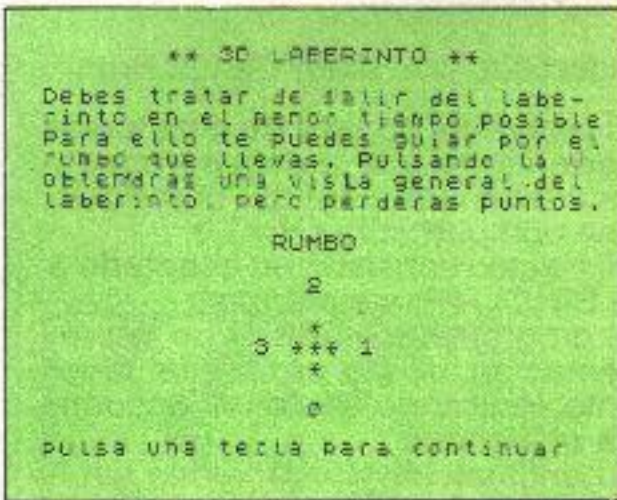 ** 3D LABERINTO **
Debes tratar de salir del labe-
rinto en el menor tiempo posible
Para ello te puedes guiar por el
rumbo que llevas. Pulsando la
obtendras una vista general del
laberinto, pero perderas puntos.
RUMBO
2
*
3 *** 1
*
0
pulsa una tecla para continuar